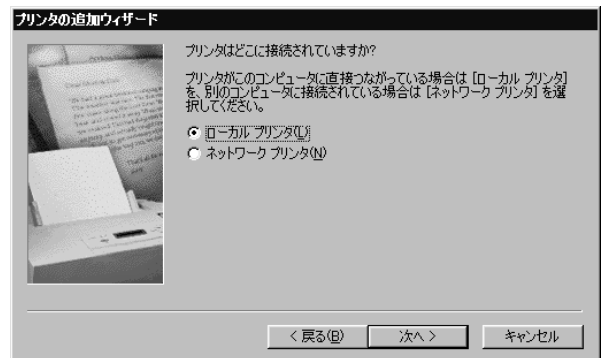 プリンタの追加ウィザード
プリンタはどこに接続されていますか?
プリンタがこのコンピュータに直接つながっている場合は [ローカル プリンタ]
を、別のコンピュータに接続されている場合は [ネットワーク プリンタ] を選
択してください。
ローカル プリンタ(L)
ネットワーク プリンタ(N)
< 戻る(B) 次へ > キャンセル